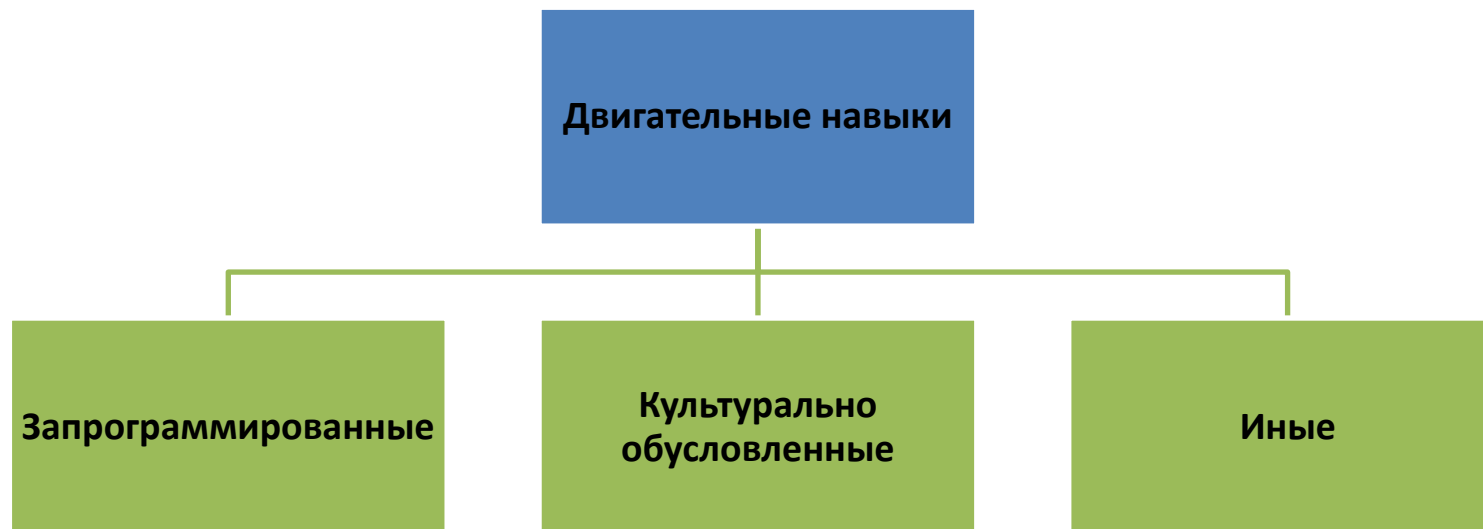 Двигательные навыки
Запрограммированные
Культурально
обусловленные
Иные